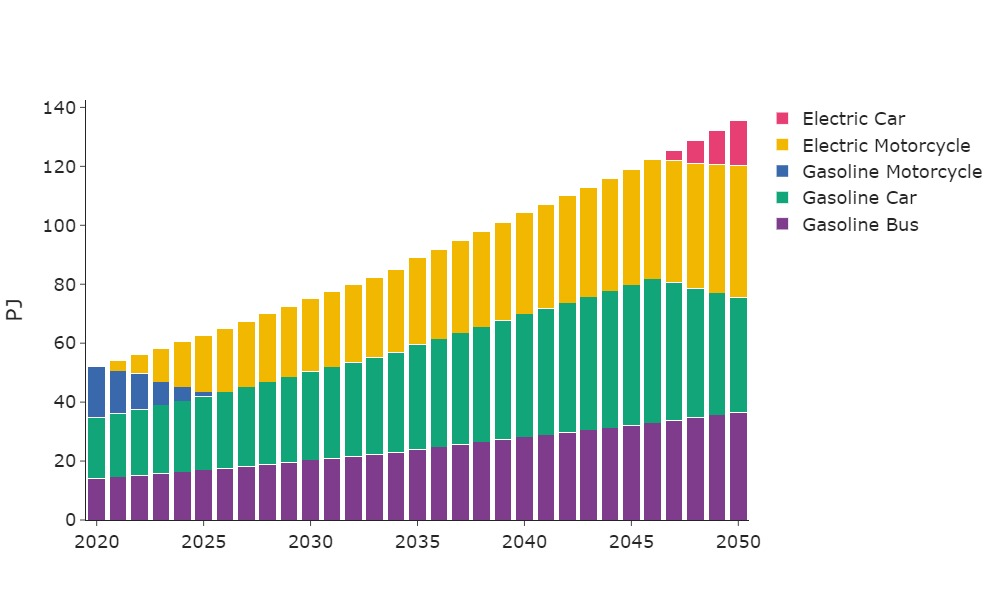 140
120
100
80
60
40
20
0
PJ
2020 2025 2030 2035 2040 2045 2050
Electric Car
Electric Motorcycle
Gasoline Motorcycle
Gasoline Car
Gasoline Bus